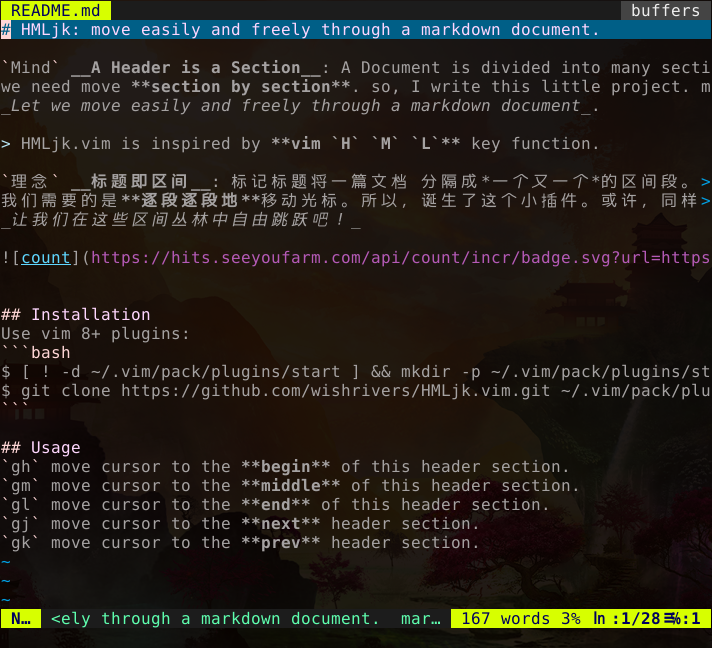 README.md buffers
# HMLjk: move easily and freely through a markdown document.
`Mind` __A Header is a Section__: A Document is divided into many secti
we need move **section by section**. so, I write this little project. m
_Let we move easily and freely through a markdown document_.
> HMLjk.vim is inspired by **vim `H` `M` `L`** key function.
`理念` __标题即区间__: 标记标题将一篇文档 分隔成*一个又一个*的区间段。>
我们需要的是**逐段逐段地**移动光标。所以, 诞生了这个小插件。或许, 同样>
_让我们在这些区间丛林中自由跳跃吧！_
![count](https://hits.seeyoufarm.com/api/count/incr/badge.svg?url=https
## Installation
Use vim 8+ plugins:
```bash
$ [ ! -d ~/.vim/pack/plugins/start ] && mkdir -p ~/.vim/pack/plugins/st
$ git clone https://github.com/wishrivers/HMLjk.vim.git ~/.vim/pack/plu
```
## Usage
`gh` move cursor to the **begin** of this header section.
`gm` move cursor to the **middle** of this header section.
`gl` move cursor to the **end** of this header section.
`gj` move cursor to the **next** header section.
`gk` move cursor to the **prev** header section.
~
~
~
N… <ely through a markdown document. mar… 167 words 3% ㏑:1/28≡℅:1